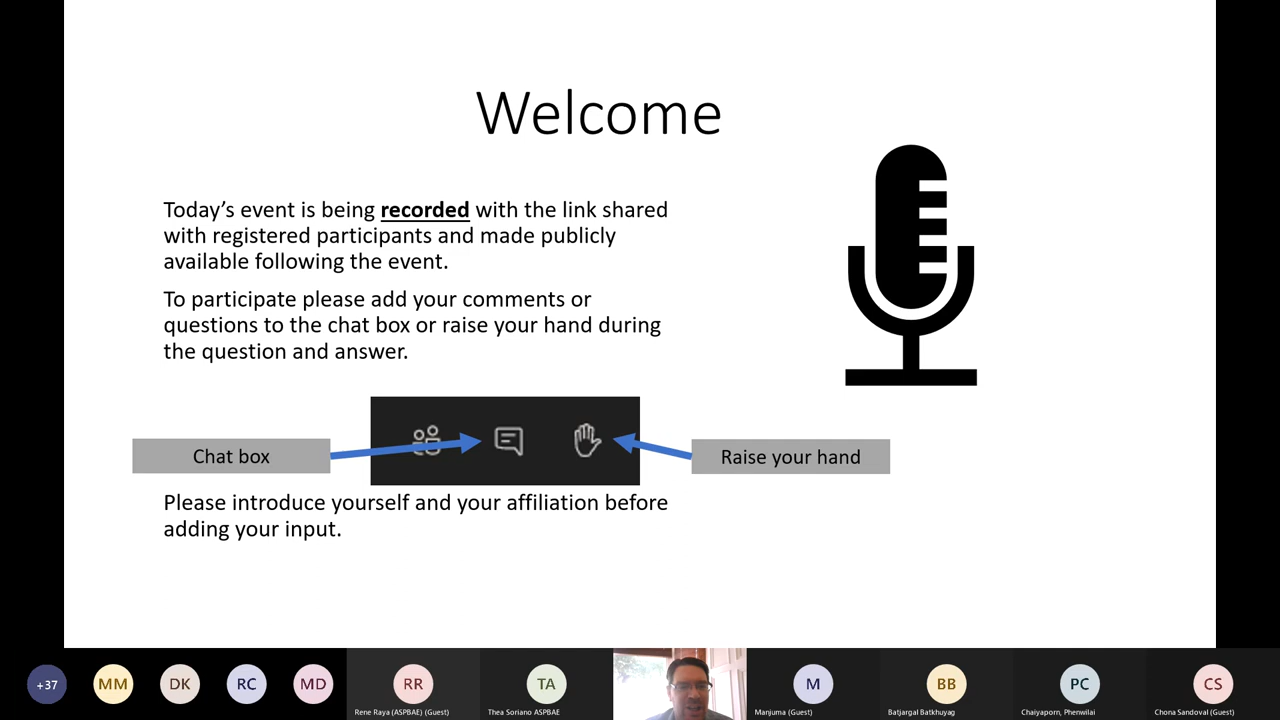 Welcome
Today's event is being recorded with the link shared
with registered participants and made publicly
available following the event.
To participate please add your comments or
questions to the chat box or raise your hand during
the question and answer.
Chat box
Raise your hand
Please introduce yourself and your affiliation before
adding your input.
+37
MM
DK
RC
MD
RR
TA
M
BB
PC
CS
Rene Raya (ASPBAE) (Guest)
Thea Soriano ASPBAE
Manjuma (Guest)
Batjargal Batkhuyag
Chaiyaporn, Phenwilai
Chona Sandoval (Guest)